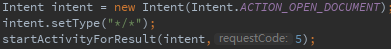 Intent intent = new Intent(Intent.ACTION_OPEN_DOCUMENT);
intent.setType("*/*");
startActivityForResult(intent, requestCode: 5);